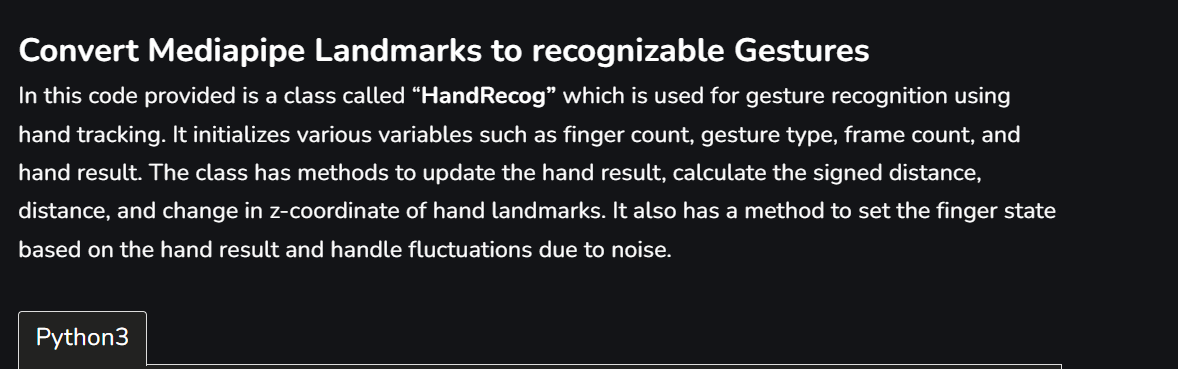 Convert Mediapipe Landmarks to recognizable Gestures
In this code provided is a class called “HandRecog” which is used for gesture recognition using
hand tracking. It initializes various variables such as finger count, gesture type, frame count, and
hand result. The class has methods to update the hand result, calculate the signed distance,
distance, and change in z-coordinate of hand landmarks. It also has a method to set the finger state
based on the hand result and handle fluctuations due to noise.
Python3